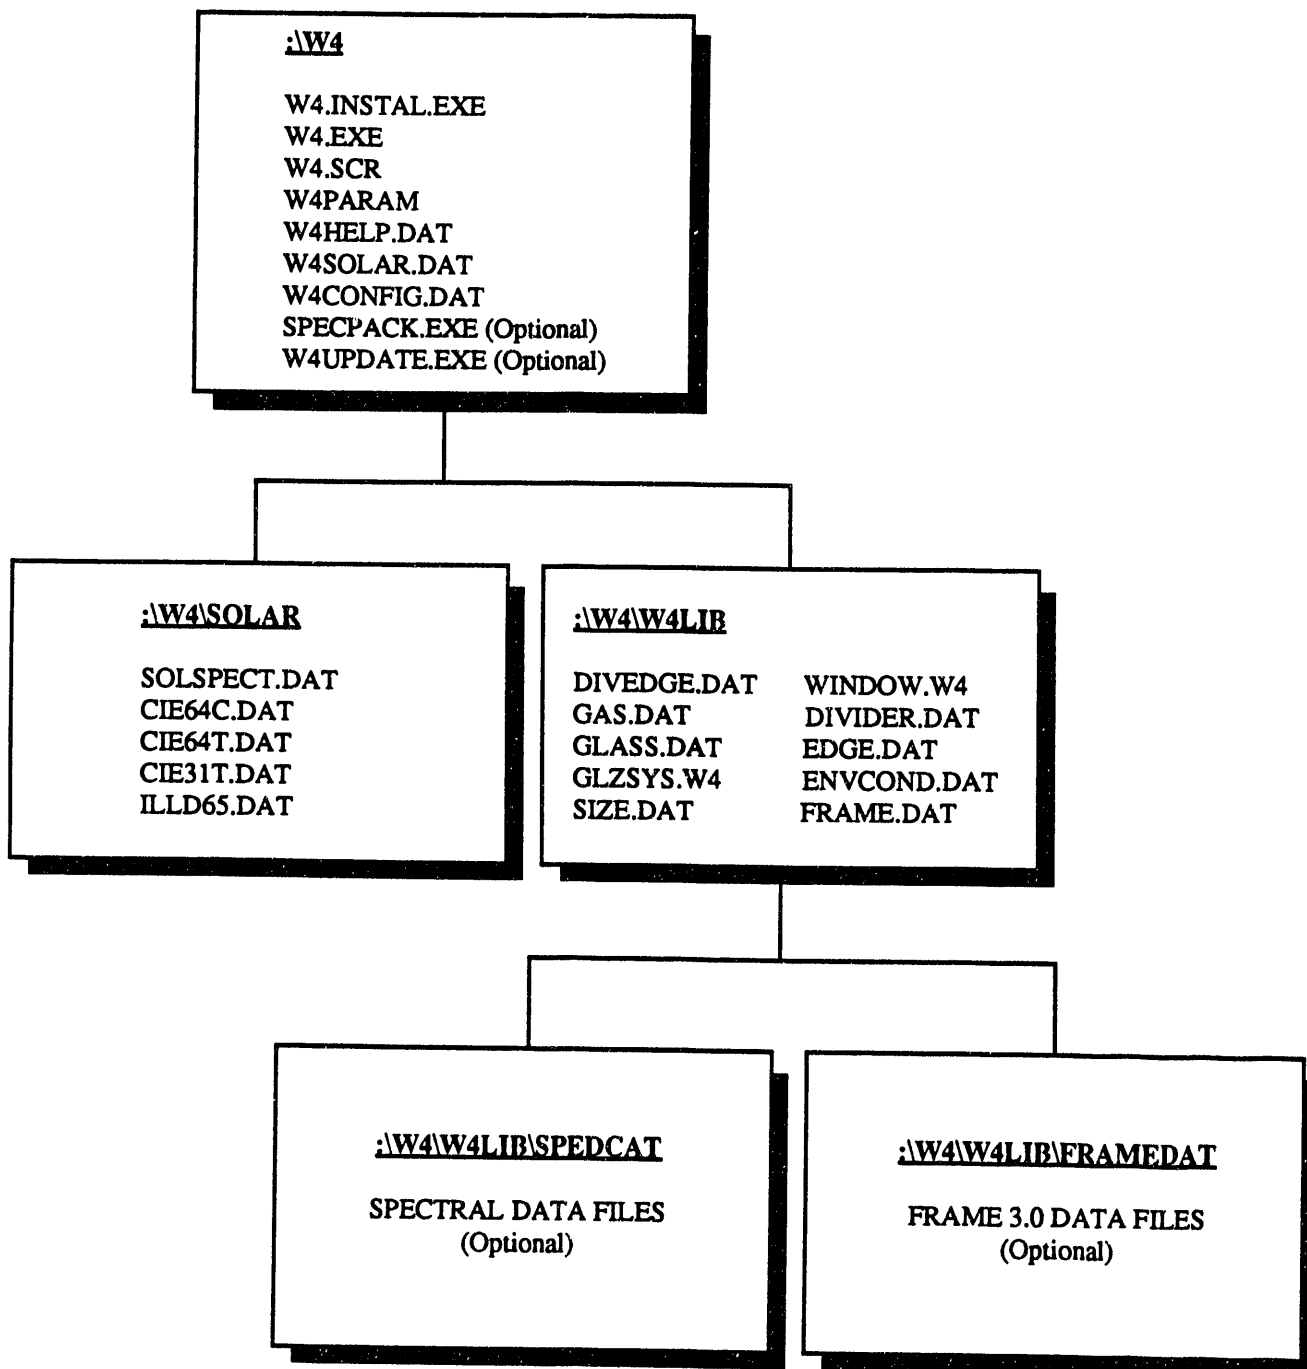 :\W4
W4.INSTAL.EXE
W4.EXE
W4.SCR
W4PARAM
W4HELP.DAT
W4SOLAR.DAT
W4CONFIG.DAT
SPECPACK.EXE (Optional)
W4UPDATE.EXE (Optional)
:\W4\SOLAR
SOLSPECT.DAT
CIE64C.DAT
CIE64T.DAT
CIE31T.DAT
ILLD65.DAT
:\W4\W4LIB
DIVEDGE.DAT WINDOW.W4
GAS.DAT DIVIDER.DAT
GLASS.DAT EDGE.DAT
GLZSYS.W4 ENVCOND.DAT
SIZE.DAT FRAME.DAT
:\W4\W4LIB\SPEDCAT
SPECTRAL DATA FILES
(Optional)
:\W4\W4LIB\FRAMEDAT
FRAME 3.0 DATA FILES
(Optional)